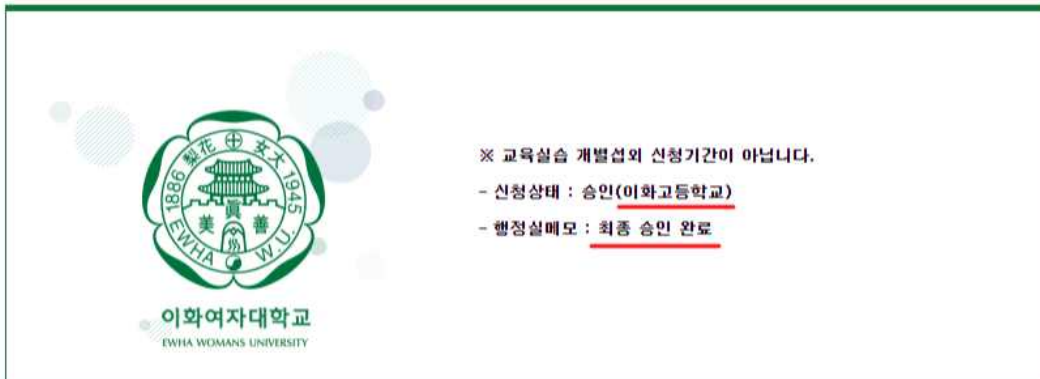 梨花 女大
1886 1945
美 眞 善
EWHA W.U.
이화여자대학교
EWHA WOMANS UNIVERSITY
※ 교육실습 개별섭외 신청기간이 아닙니다.
- 신청상태 : 승인(이화고등학교)
- 행정실메모 : 최종 승인 완료